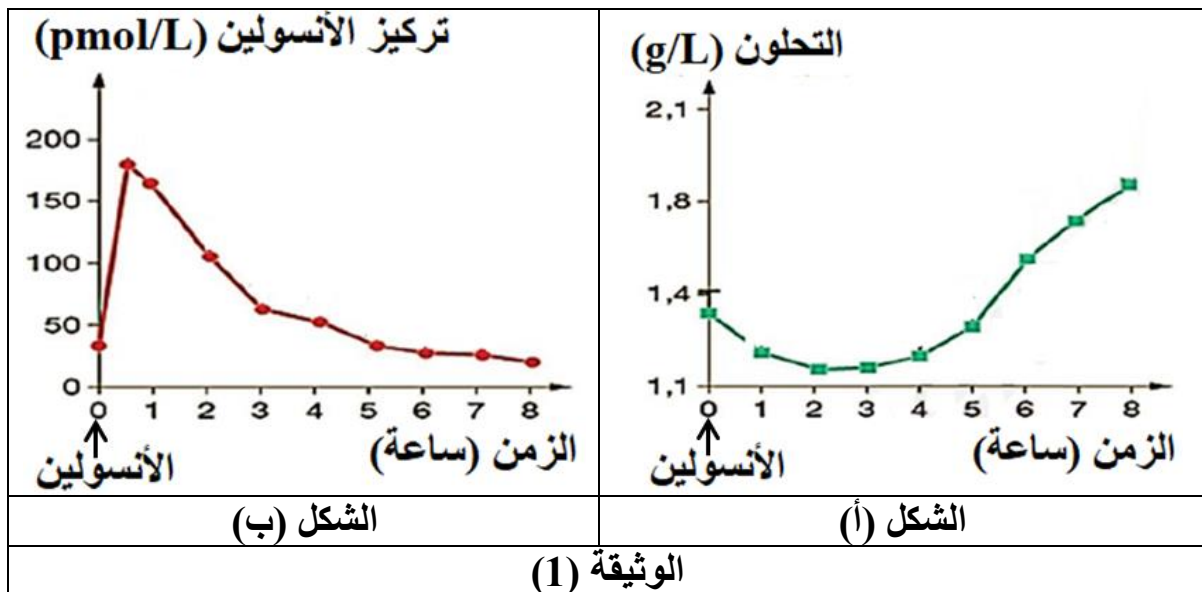 التحلون (g/L)
2,1
1,8
1,4
1,1
0 1 2 3 4 5 6 7 8
الزمن (ساعة)
الأنسولين
الشكل (أ)
تركيز الأنسولين (pmol/L)
200
150
100
50
0
0 1 2 3 4 5 6 7 8
الزمن (ساعة)
الأنسولين
الشكل (ب)
الوثيقة (1)